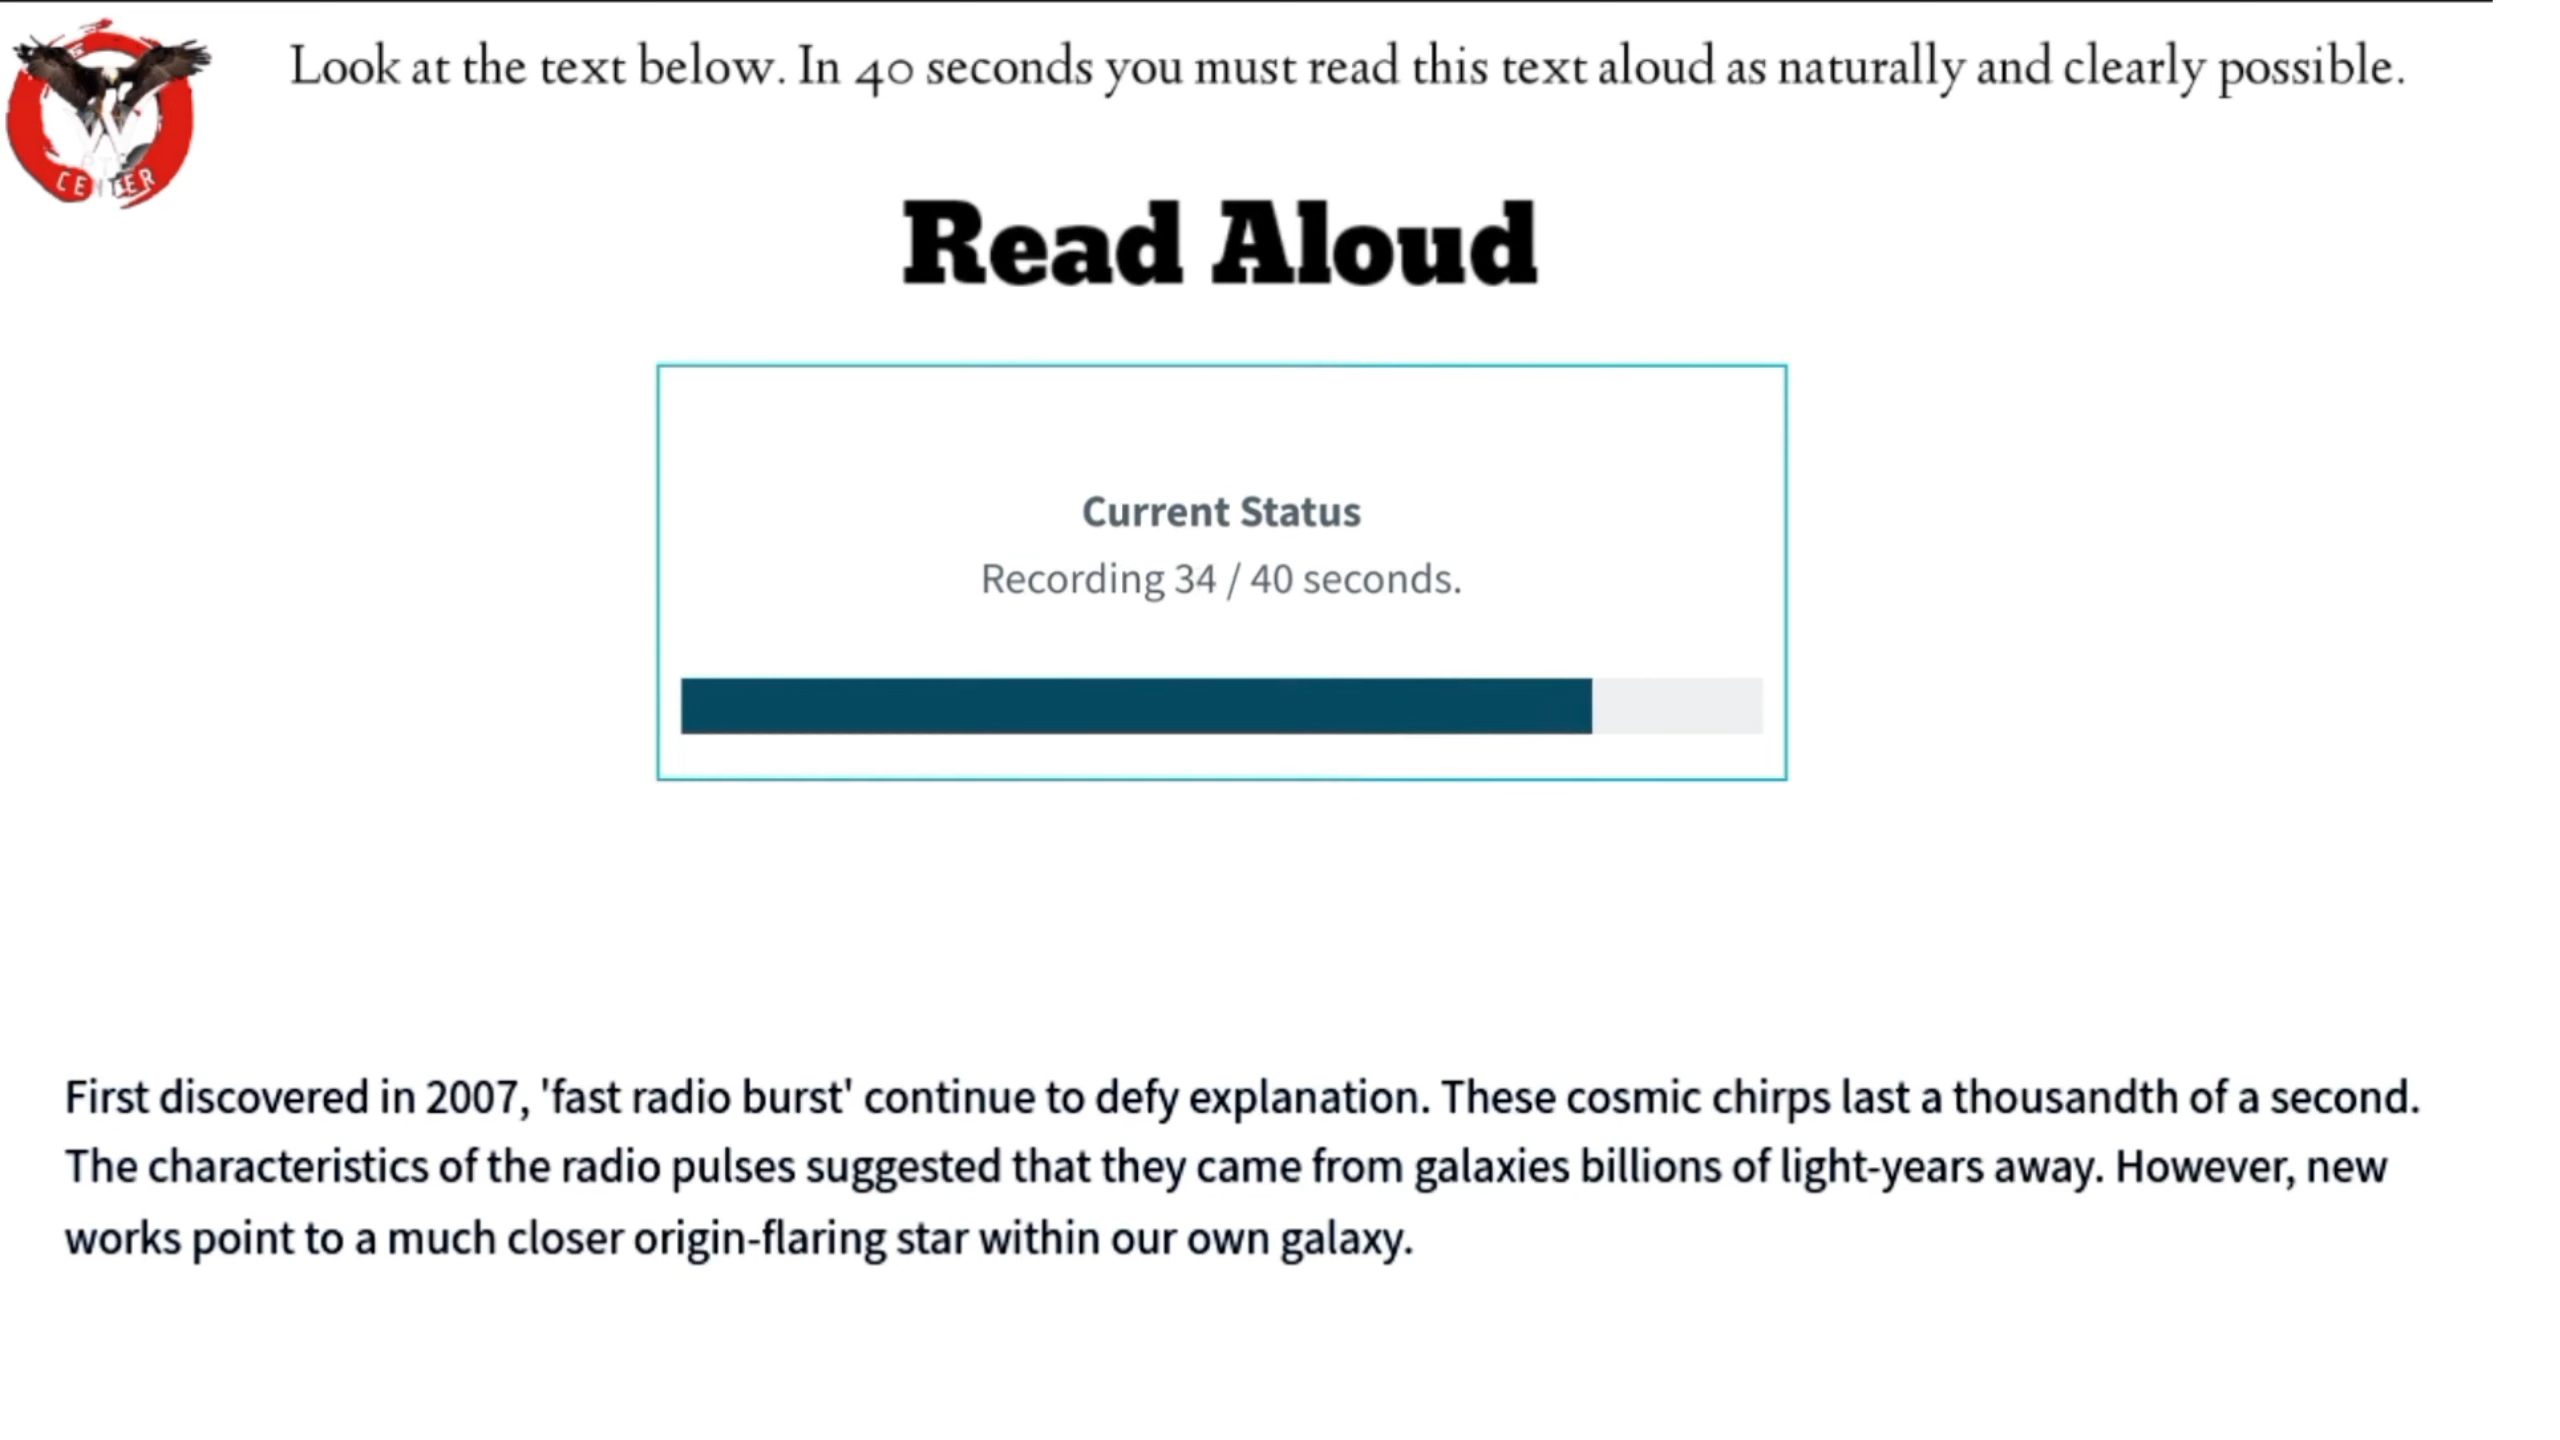 Look at the text below. In 40 seconds you must read this text aloud as naturally and clearly possible.
CENTER
Read Aloud
Current Status
Recording 34 / 40 seconds.
First discovered in 2007, 'fast radio burst' continue to defy explanation. These cosmic chirps last a thousandth of a second.
The characteristics of the radio pulses suggested that they came from galaxies billions of light-years away. However, new
works point to a much closer origin-flaring star within our own galaxy.